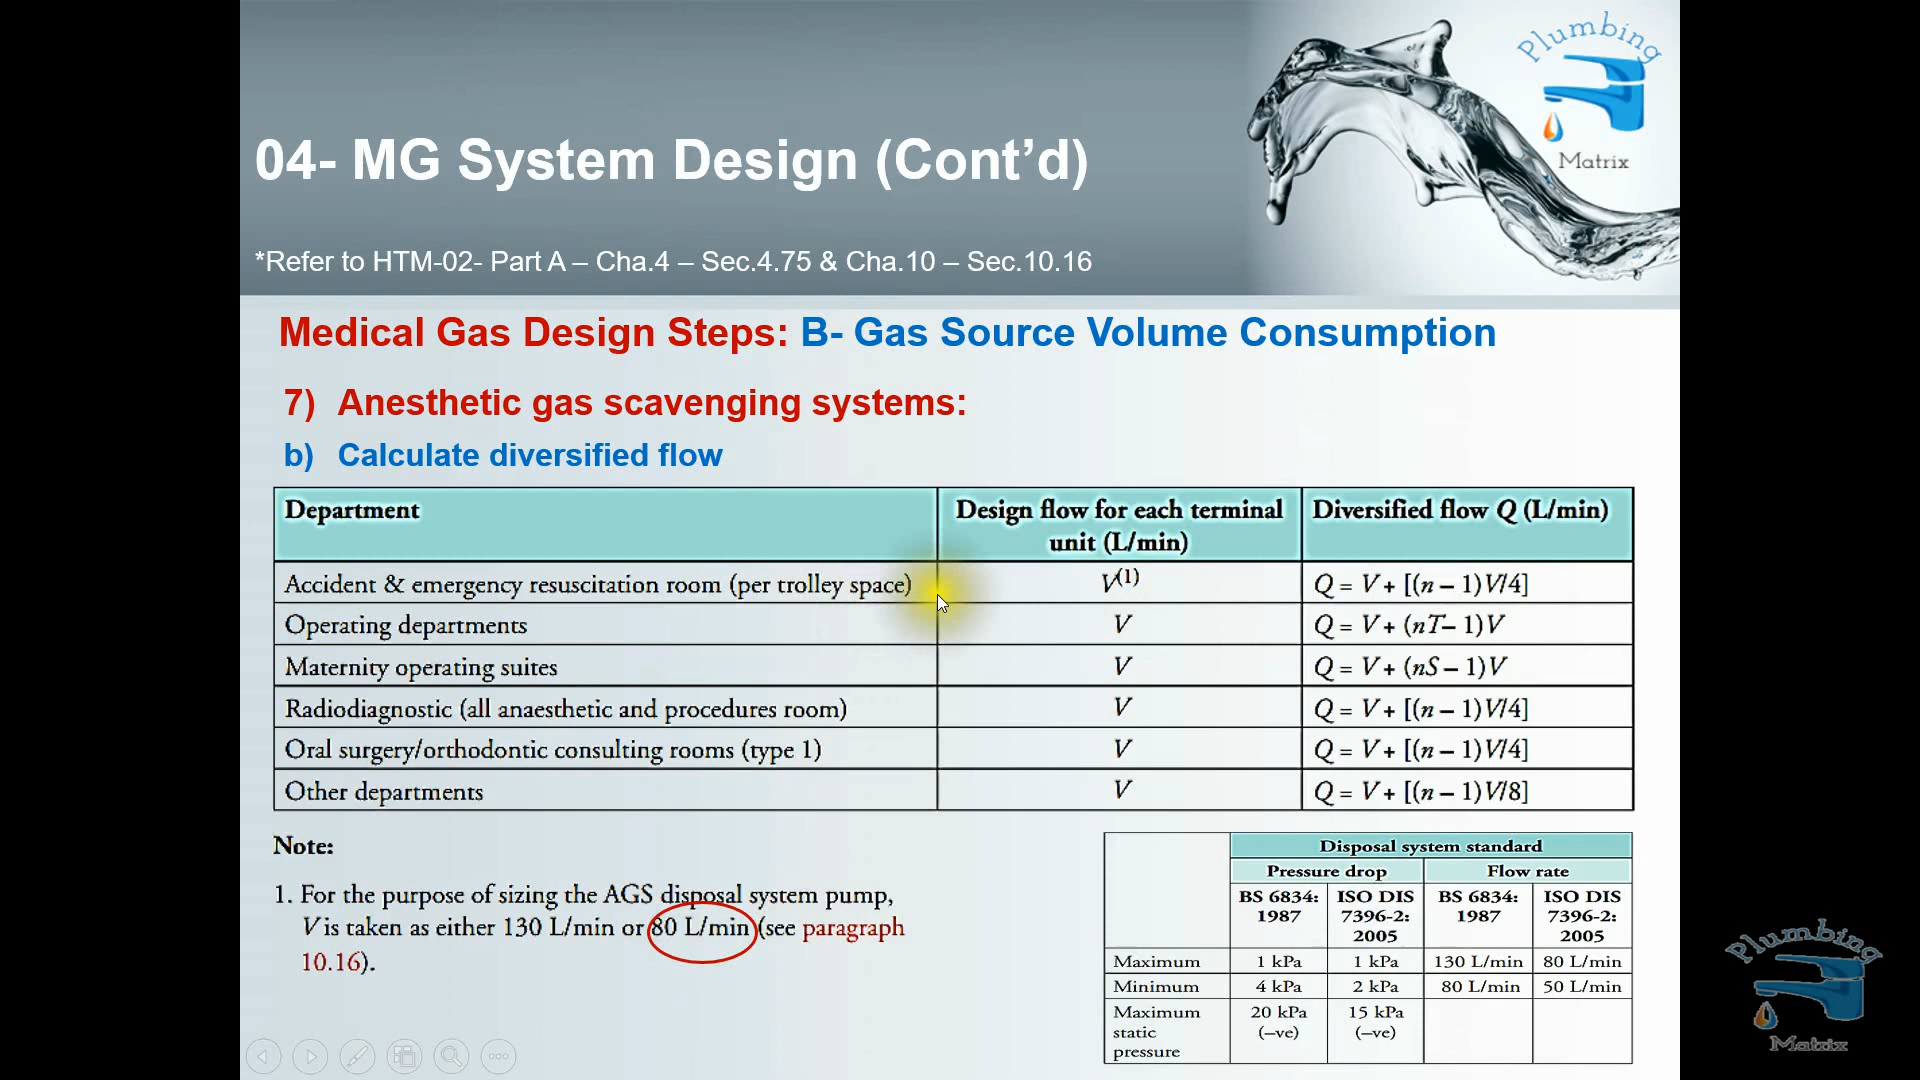 Plumbing
Matrix
04- MG System Design (Cont’d)
*Refer to HTM-02- Part A – Cha.4 – Sec.4.75 & Cha.10 – Sec.10.16
Medical Gas Design Steps: B- Gas Source Volume Consumption
7) Anesthetic gas scavenging systems:
b) Calculate diversified flow
Department
Design flow for each terminal
unit (L/min)
Diversified flow Q (L/min)
Accident & emergency resuscitation room (per trolley space) V(1) Q = V + [(n – 1)V/4]
Operating departments V Q = V + (nT– 1)V
Maternity operating suites V Q = V + (nS – 1)V
Radiodiagnostic (all anaesthetic and procedures room) V Q = V + [(n – 1)V/4]
Oral surgery/orthodontic consulting rooms (type 1) V Q = V + [(n – 1)V/4]
Other departments V Q = V + [(n – 1)V/8]
Note:
1. For the purpose of sizing the AGS disposal system pump,
V is taken as either 130 L/min or 80 L/min (see paragraph
10.16).
Disposal system standard
Pressure drop Flow rate
BS 6834: ISO DIS BS 6834: ISO DIS
1987 7396-2: 1987 7396-2:
2005 2005
Maximum 1 kPa 1 kPa 130 L/min 80 L/min
Minimum 4 kPa 2 kPa 80 L/min 50 L/min
Maximum 20 kPa 15 kPa
static (–ve) (–ve)
pressure
Plumbing
Matrix